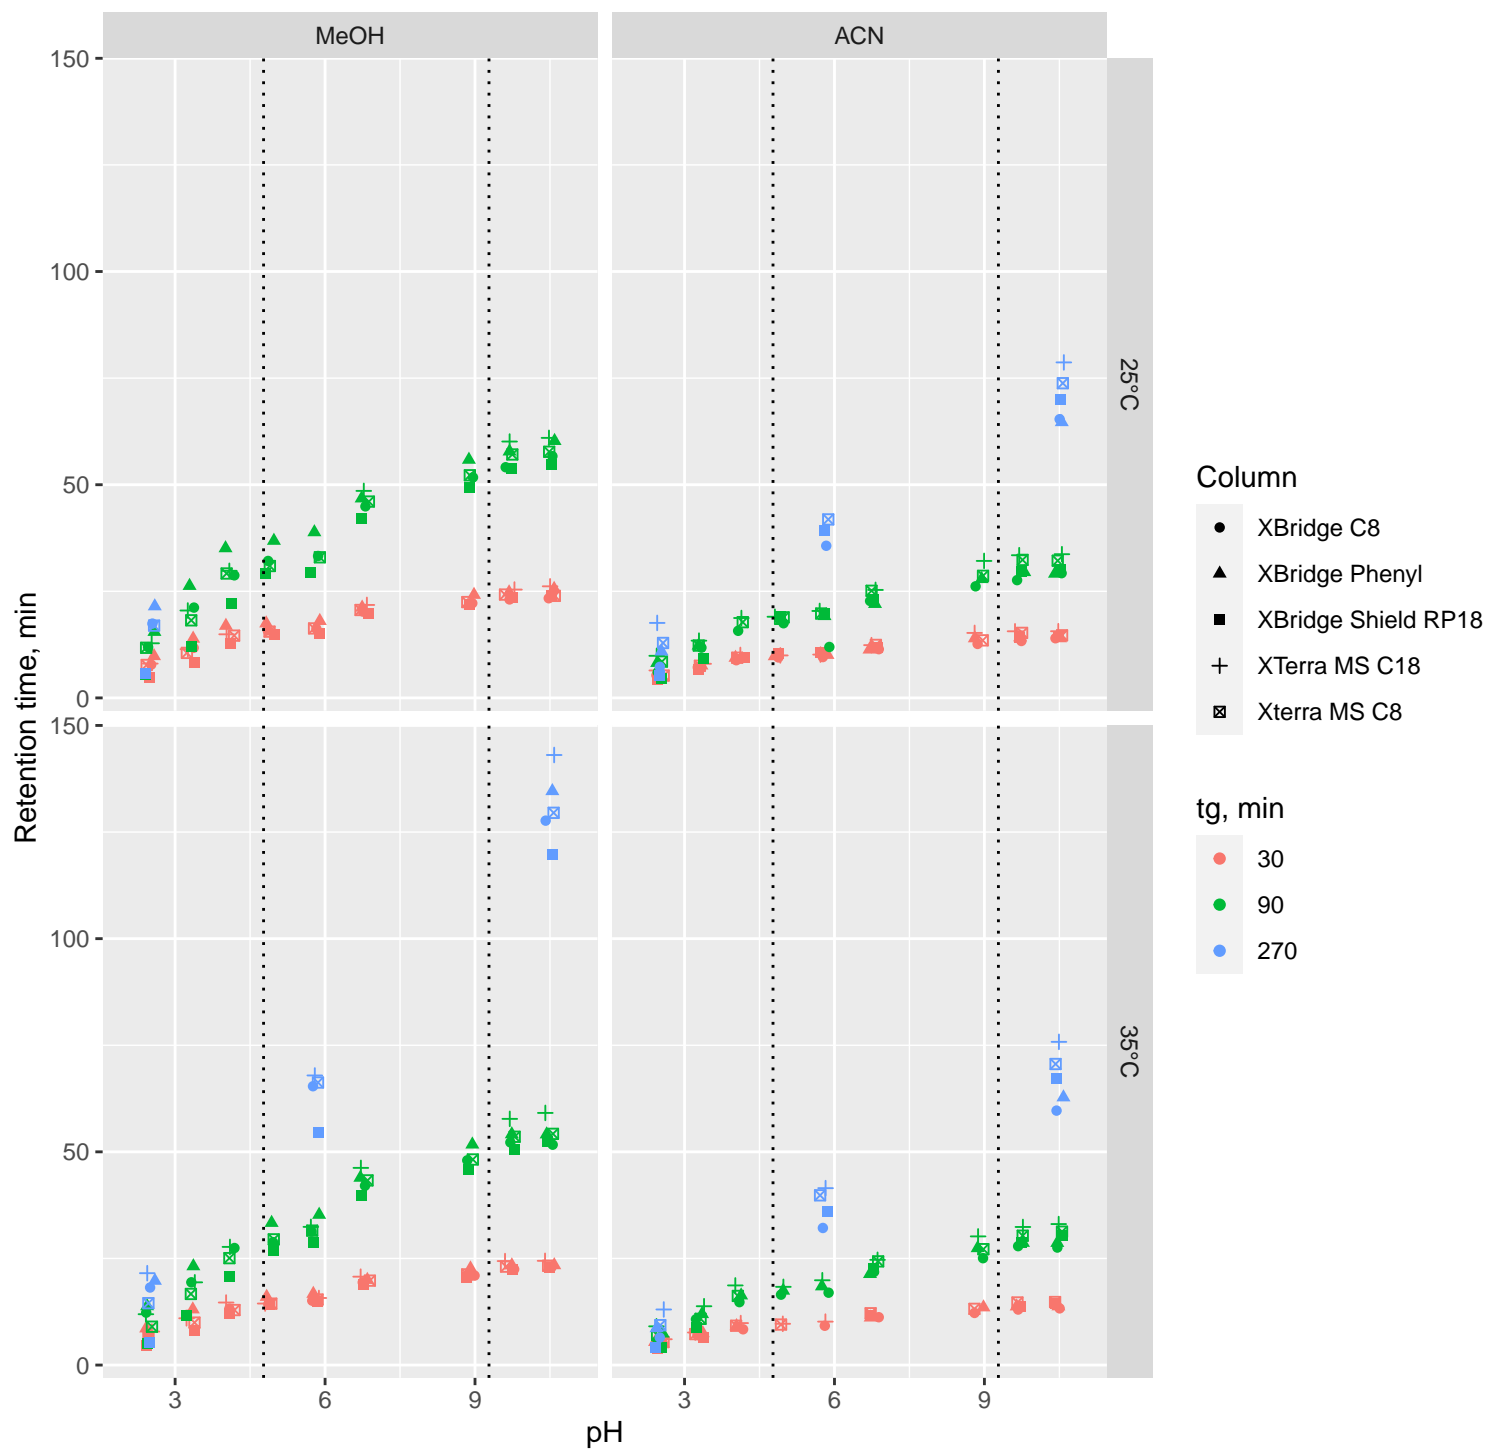 MeOH
ACN
150
100
50
0
25°C
150
100
50
0
35°C
3
6
9
3
6
9
pH
Retention time, min
Column
XBridge C8
XBridge Phenyl
XBridge Shield RP18
XTerra MS C18
Xterra MS C8
tg, min
30
90
270